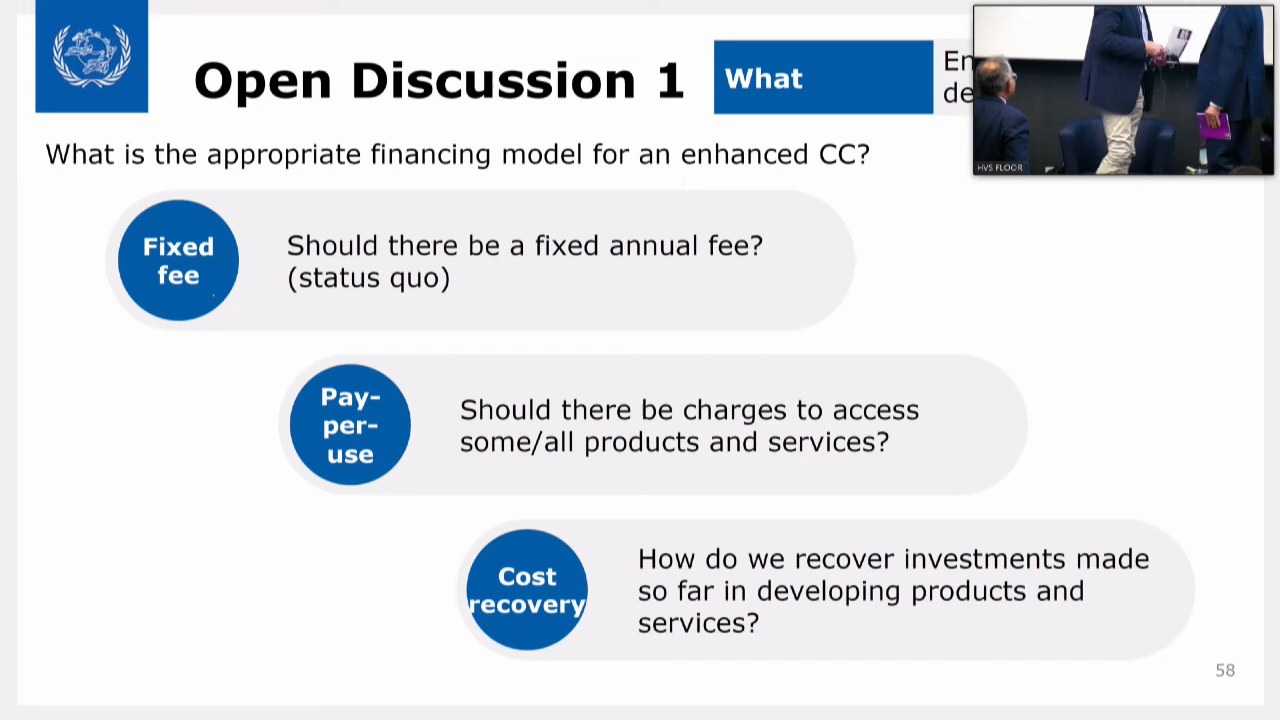 Open Discussion 1
What
En
de
HVS FLOOR
What is the appropriate financing model for an enhanced CC?
Fixed
fee
Should there be a fixed annual fee?
(status quo)
Pay-
per-
use
Should there be charges to access
some/all products and services?
Cost
recovery
How do we recover investments made
so far in developing products and
services?
58